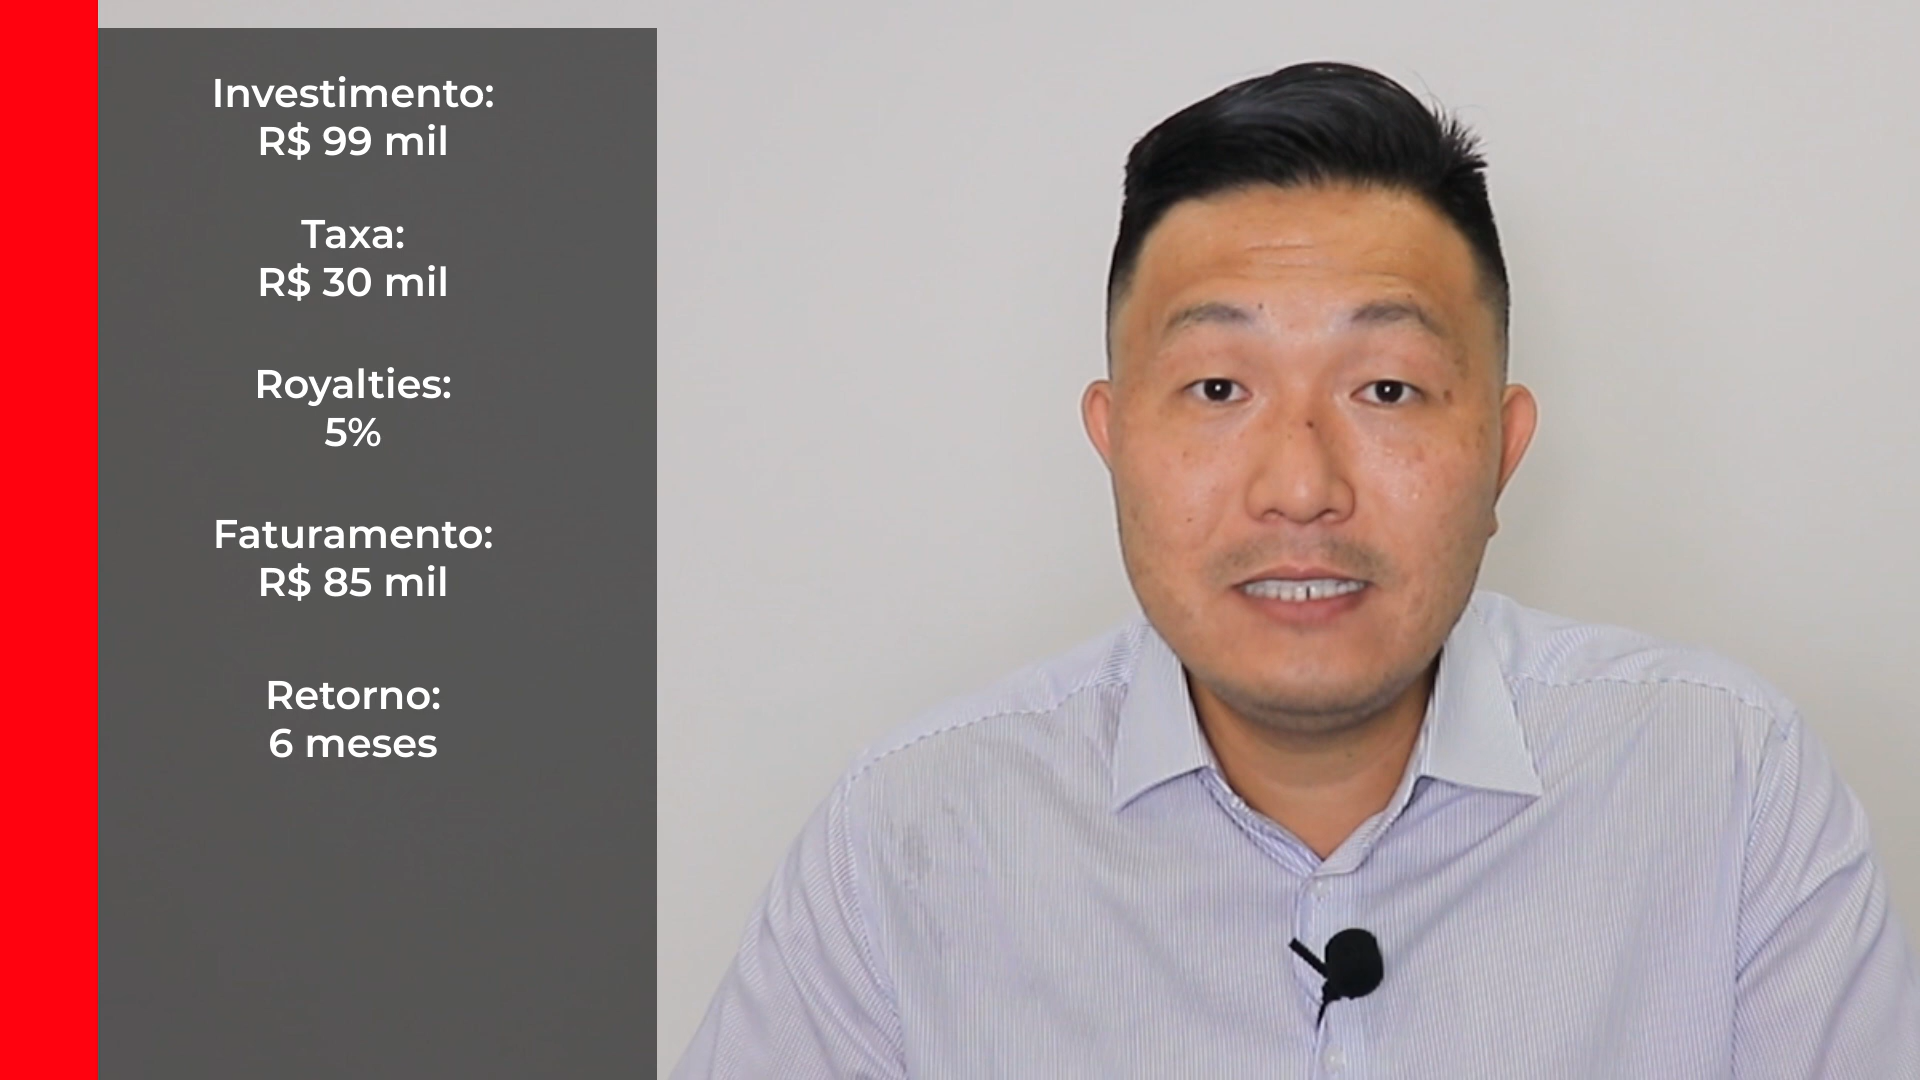 Investimento:
R$ 99 mil
Taxa:
R$ 30 mil
Royalties:
5%
Faturamento:
R$ 85 mil
Retorno:
6 meses